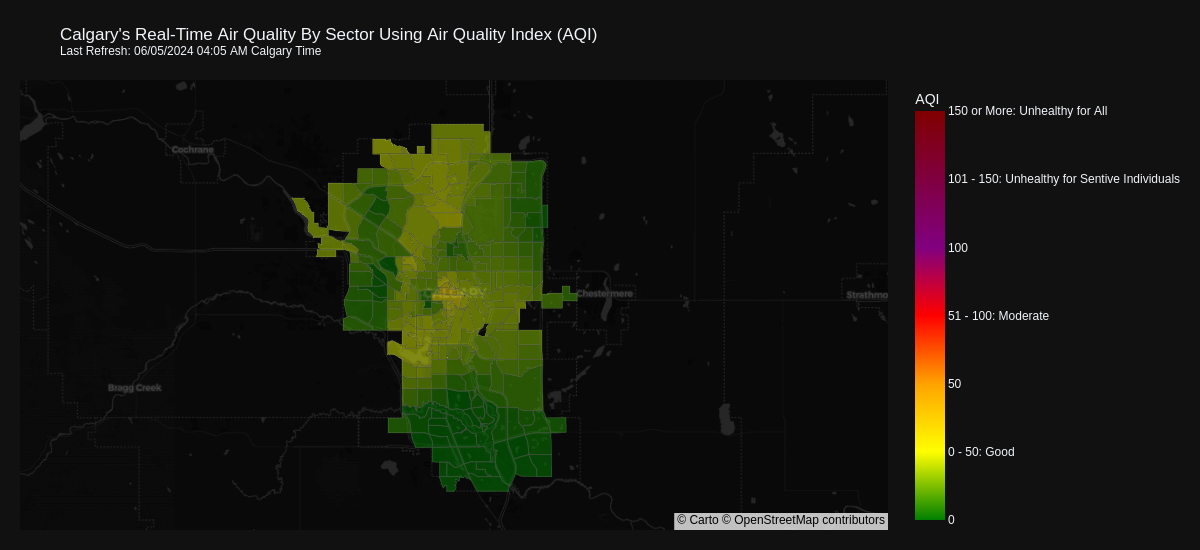 Calgary's Real-Time Air Quality By Sector Using Air Quality Index (AQI)
Last Refresh: 06/05/2024 04:05 AM Calgary Time
AQI
150 or More: Unhealthy for All
Cochrane
101 - 150: Unhealthy for Sentive Individuals
100
CALGARY
Chestermere
Strathmo
51 - 100: Moderate
Bragg Creek
50
0 - 50: Good
© Carto © OpenStreetMap contributors
0